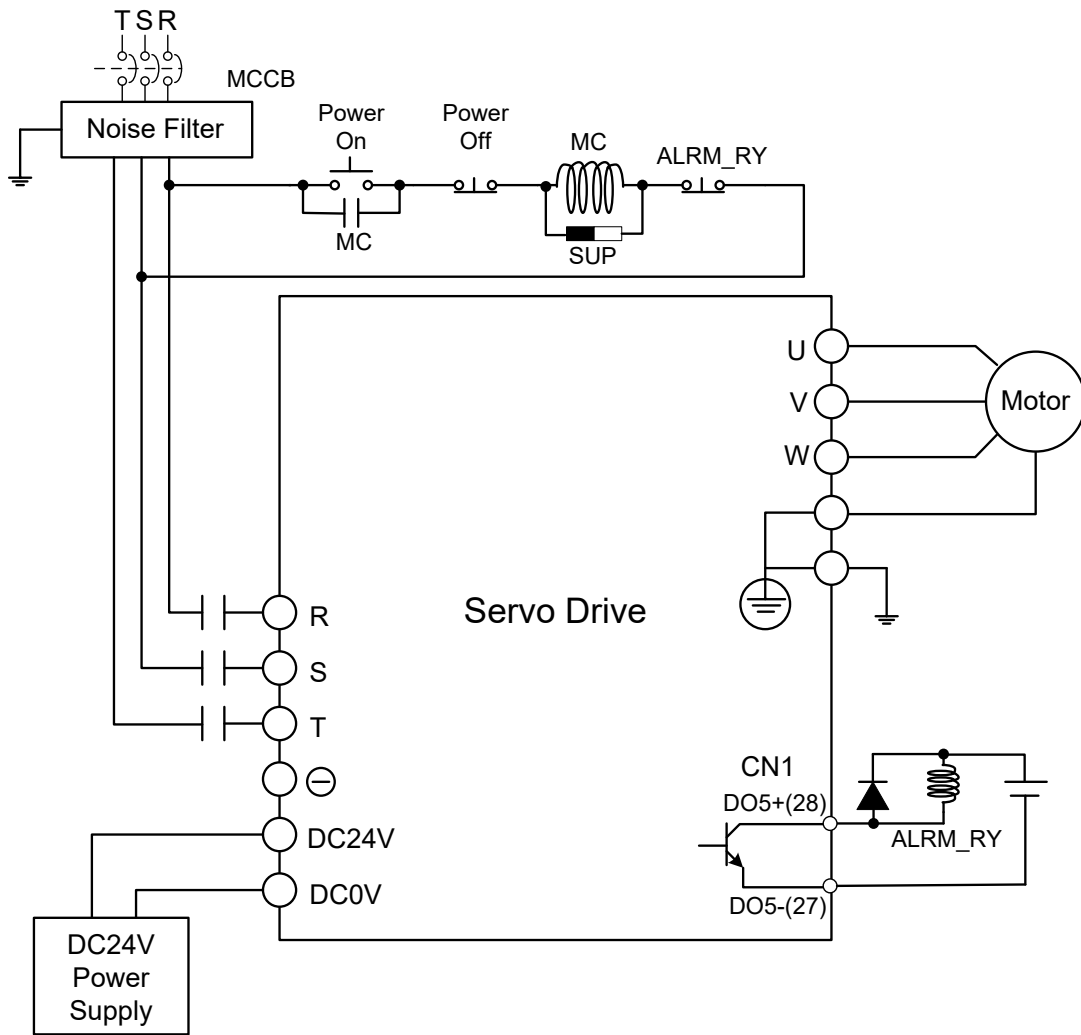 T S R
MCCB
Noise Filter
Power
On
Power
Off
MC
ALRM_RY
MC
SUP
U
V
W
Motor
Servo Drive
R
S
T
CN1
DO5+(28)
ALRM_RY
DO5-(27)
DC24V
DC0V
DC24V
Power
Supply